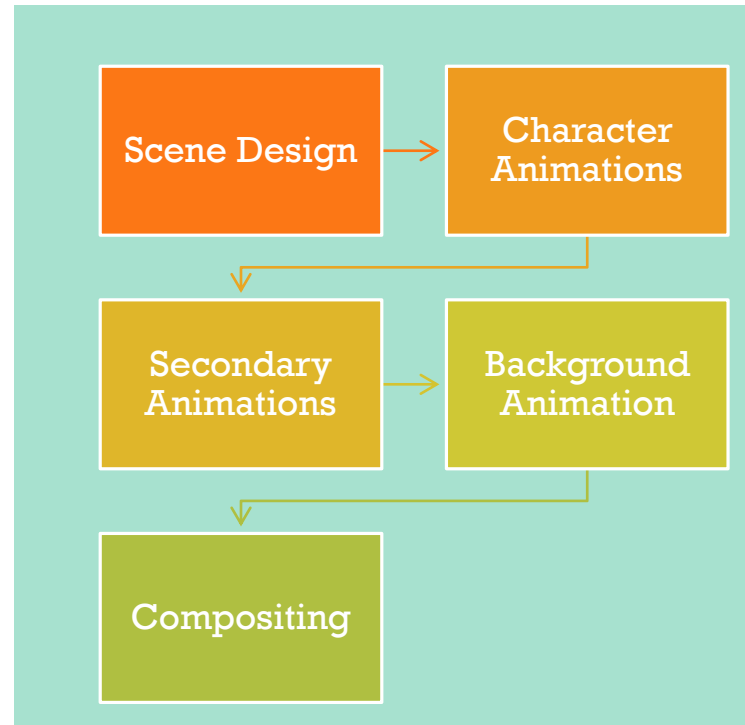 Scene Design
Character
Animations
Secondary
Animations
Background
Animation
Compositing